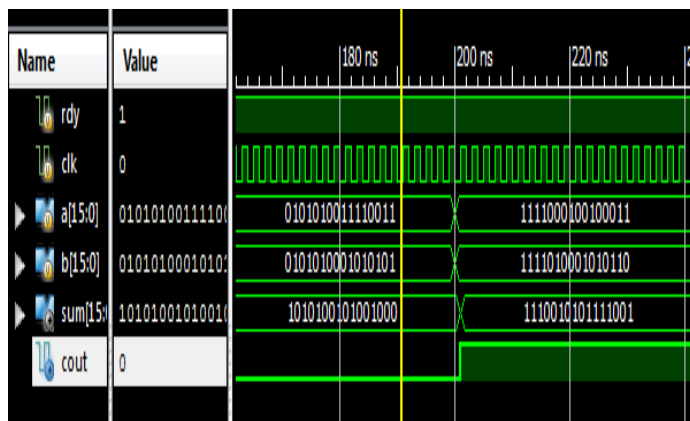 Name Value 180 ns 200 ns 220 ns
rdy 1
clk 0
a[15:0] 01010100111100 0101010011110011 1111000100100011
b[15:0] 01010100010101 0101010001010101 1111010001010110
sum[15: 10101001010010 1010100101001000 1110010101111001
cout 0